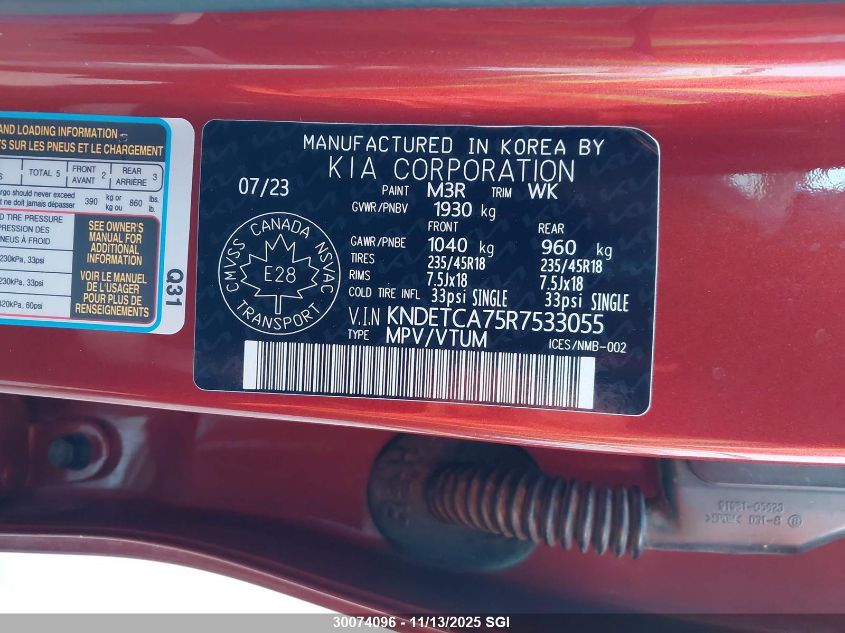 AND LOADING INFORMATION
S SUR LES PNEUS ET LE CHARGEMENT
TOTAL 5 FRONT AVANT 2 REAR ARRIÈRE 3
rgo should never exceed
ne doit jamais dépasser 390 kg or kg ou 860 lbs. lb.
D TIRE PRESSURE
NEUS À FROID
230kPa, 33psi
230kPa, 33psi
420kPa, 60psi
SEE OWNER'S
MANUAL FOR
ADDITIONAL
INFORMATION
VOIR LE MANUEL
DE L'USAGER
POUR PLUS DE
RENSEIGNEMENTS
Q31
MANUFACTURED IN KOREA BY
KIA CORPORATION
07/23 PAINT M3R TRIM WK
GVWR/PNBV 1930 kg
FRONT REAR
GAWR/PNBE 1040 kg 960 kg
TIRES 235/45R18 235/45R18
RIMS 7.5Jx18 7.5Jx18
COLD TIRE INFL 33psi SINGLE 33psi SINGLE
V.I.N KNDETCA75R7533055
TYPE MPV/VTUM ICES/NMB-002
CMVSS CANADA NSVAC
E28
TRANSPORT
30074096 - 11/13/2025 SGI